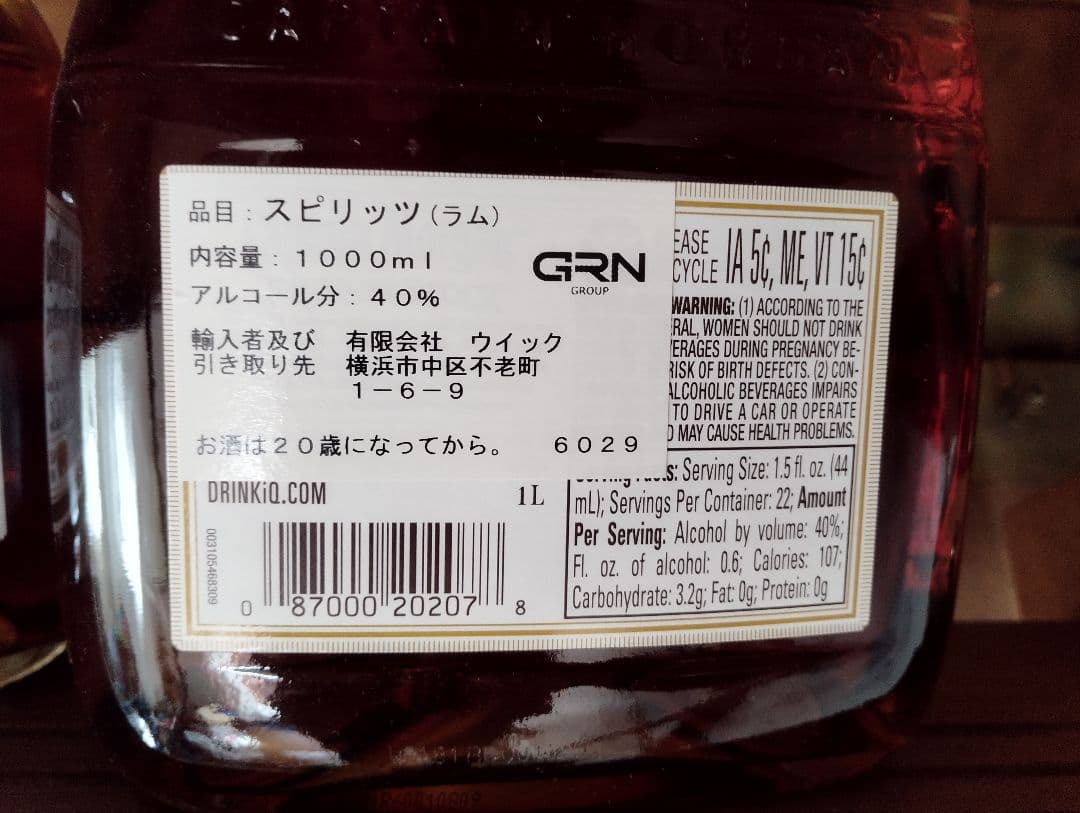 CAPTAIN MORGAN
品目：スピリッツ（ラム）
内容量：１０００ｍｌ
アルコール分：４０％
GRN
GROUP
輸入者及び　有限会社　ウイック
引き取り先　横浜市中区不老町
１－６－９
お酒は２０歳になってから。　６０２９
EASE
CYCLE IA 5¢, ME, VT 15¢
WARNING: (1) ACCORDING TO THE
ERAL, WOMEN SHOULD NOT DRINK
ERAGES DURING PREGNANCY BE-
RISK OF BIRTH DEFECTS. (2) CON-
ALCOHOLIC BEVERAGES IMPAIRS
TO DRIVE A CAR OR OPERATE
D MAY CAUSE HEALTH PROBLEMS.
DRINKiQ.COM 1L
003105468309
0 87000 20207 8
Serving Size: 1.5 fl. oz. (44
mL); Servings Per Container: 22; Amount
Per Serving: Alcohol by volume: 40%;
Fl. oz. of alcohol: 0.6; Calories: 107;
Carbohydrate: 3.2g; Fat: 0g; Protein: 0g